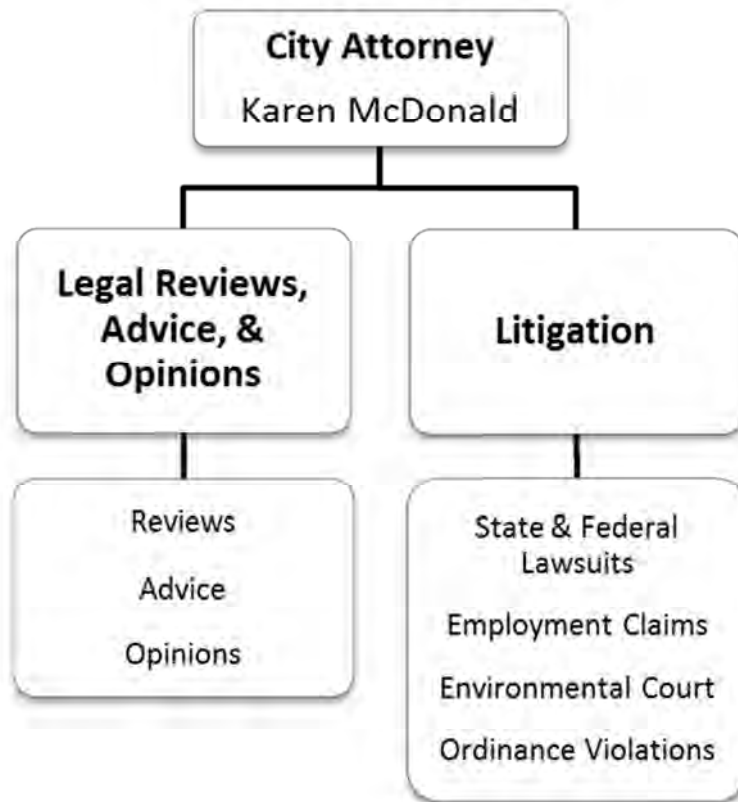 City Attorney
Karen McDonald
Legal Reviews,
Advice, &
Opinions
Litigation
Reviews
Advice
Opinions
State & Federal
Lawsuits
Employment Claims
Environmental Court
Ordinance Violations